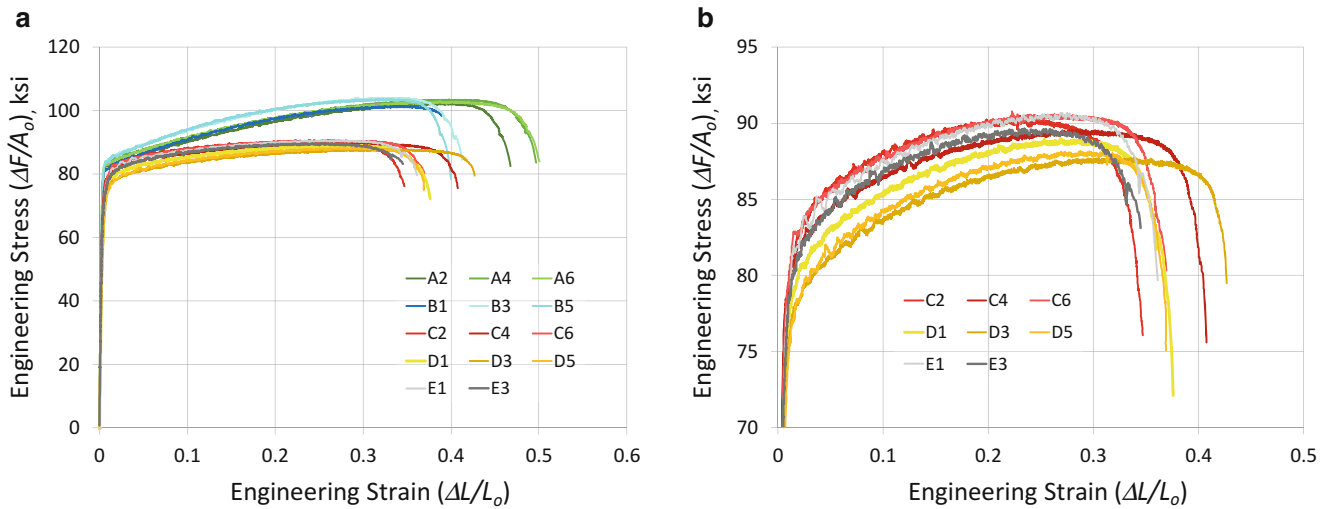 a
120
100
80
60
40
20
0
Engineering Stress (ΔF/Aₒ), ksi
A2 A4 A6
B1 B3 B5
C2 C4 C6
D1 D3 D5
E1 E3
0 0.1 0.2 0.3 0.4 0.5 0.6
Engineering Strain (ΔL/Lₒ)
b
95
90
85
80
75
70
Engineering Stress (ΔF/Aₒ), ksi
C2 C4 C6
D1 D3 D5
E1 E3
0 0.1 0.2 0.3 0.4 0.5
Engineering Strain (ΔL/Lₒ)